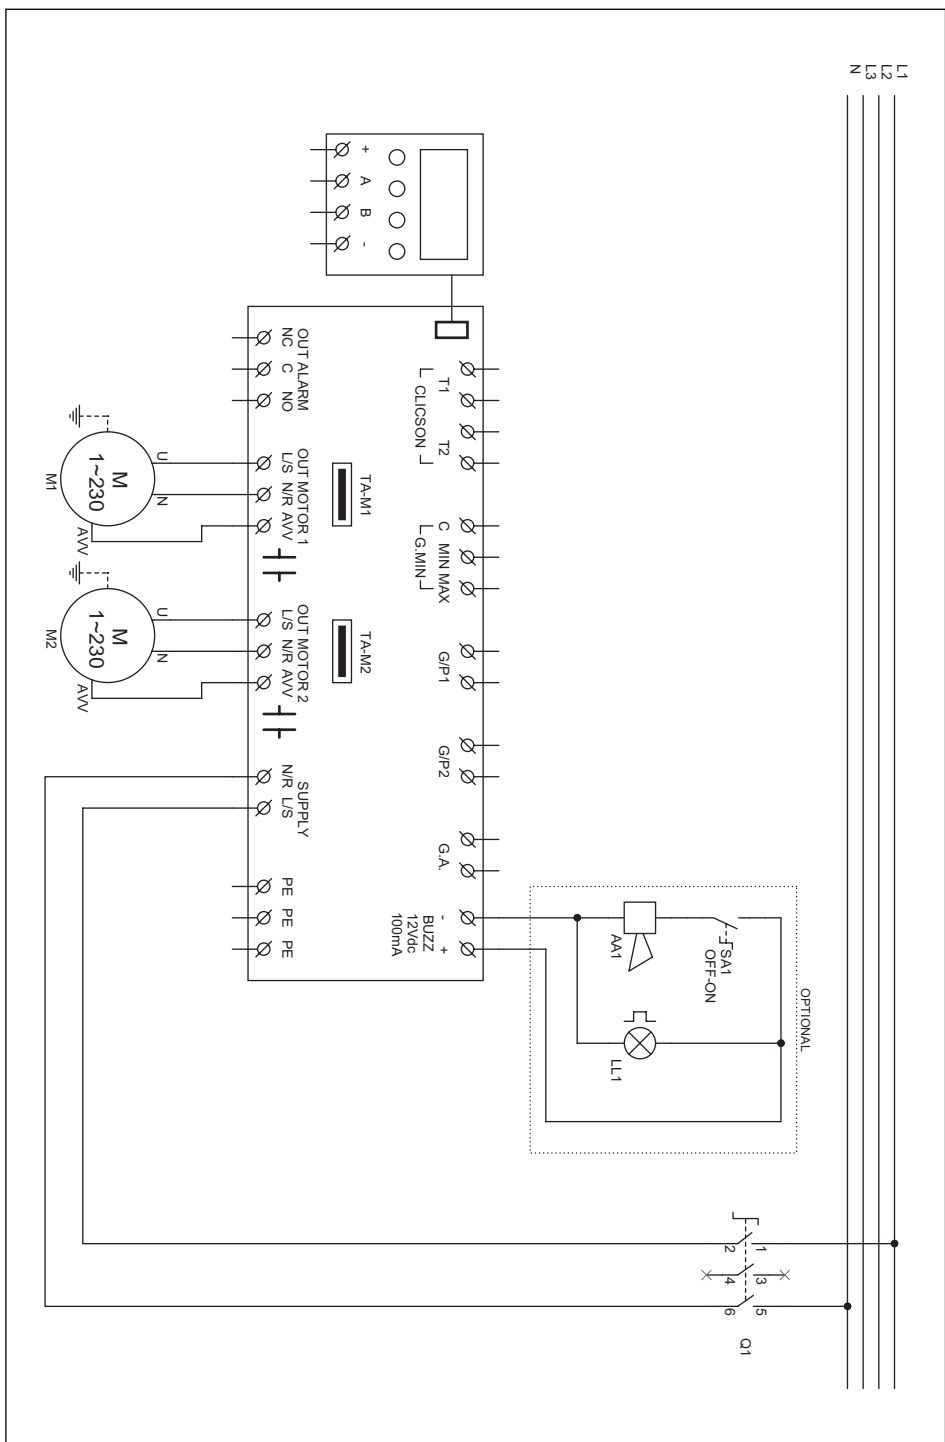 L1
L2
L3
N
OPTIONAL
1 3 5
Q1
2 4 6
SA1
OFF-ON
AA1 LL1
T1 T2 C MIN MAX G/P1 G/P2 G.A. - +
CLICSON G.MIN BUZZ
12Vdc
100mA
+ A B -
TA-M1 TA-M2
OUT ALARM OUT MOTOR 1 OUT MOTOR 2 SUPPLY
NC C NO L/S N/R AVV L/S N/R AVV N/R L/S PE PE PE
U N U N
M M
1~230 1~230
AVV AVV
M1 M2